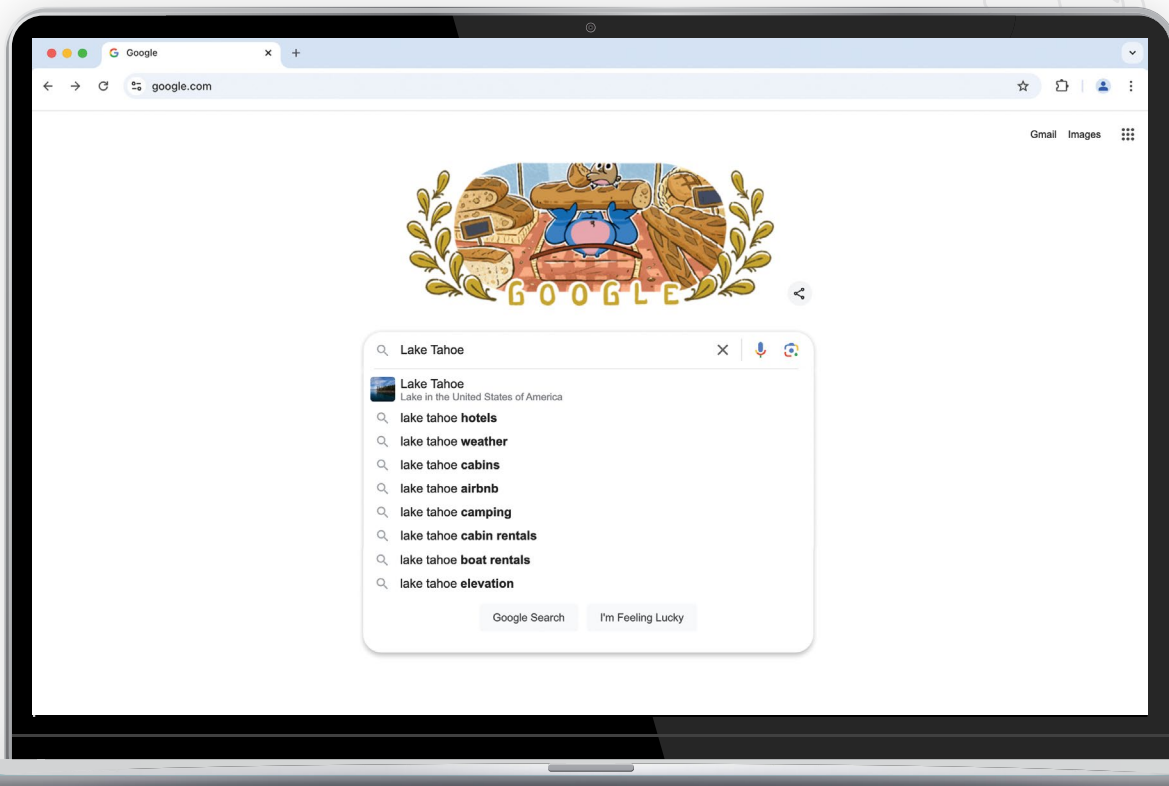 Google
google.com
Gmail Images
GOOGLE
Lake Tahoe
Lake Tahoe
Lake in the United States of America
lake tahoe hotels
lake tahoe weather
lake tahoe cabins
lake tahoe airbnb
lake tahoe camping
lake tahoe cabin rentals
lake tahoe boat rentals
lake tahoe elevation
Google Search I'm Feeling Lucky